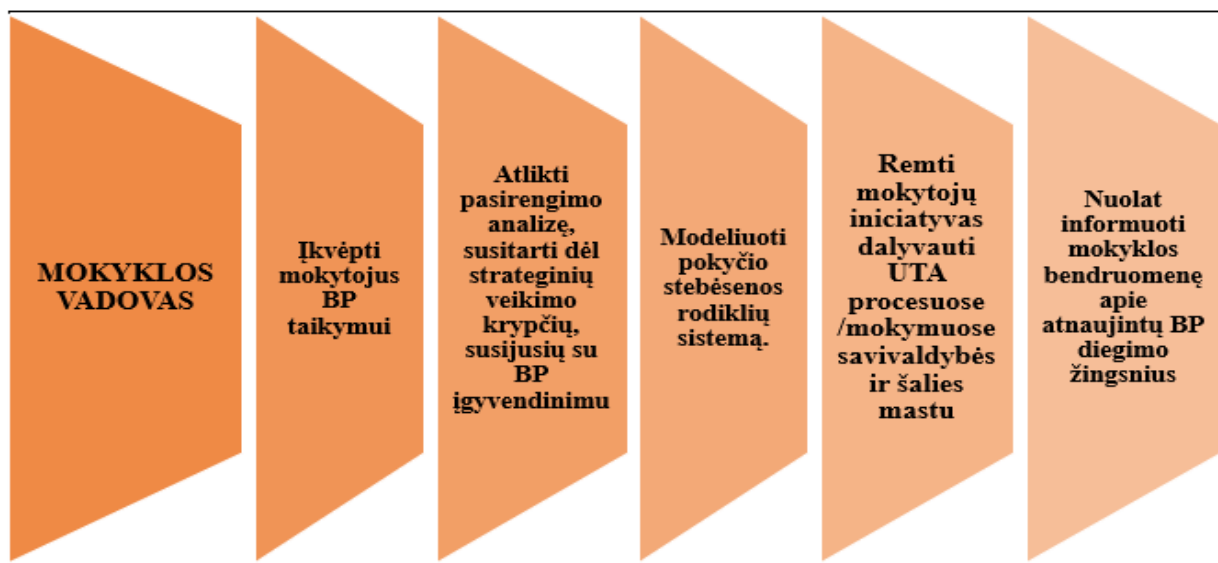 MOKYKLOS
VADOVAS
Įkvėpti
mokytojus
BP
taikymui
Atlikti
pasirengimo
analizę,
susitarti dėl
strateginių
veikimo
krypčių,
susijusių su
BP
įgyvendinimu
Modeliuoti
pokyčio
stebėsenos
rodiklių
sistemą.
Remti
mokytojų
iniciatyvas
dalyvauti
UTA
procesuose
/mokymuose
savivaldybės
ir šalies
mastu
Nuolat
informuoti
mokyklos
bendruomenę
apie
atnaujintų BP
diegimo
žingsnius